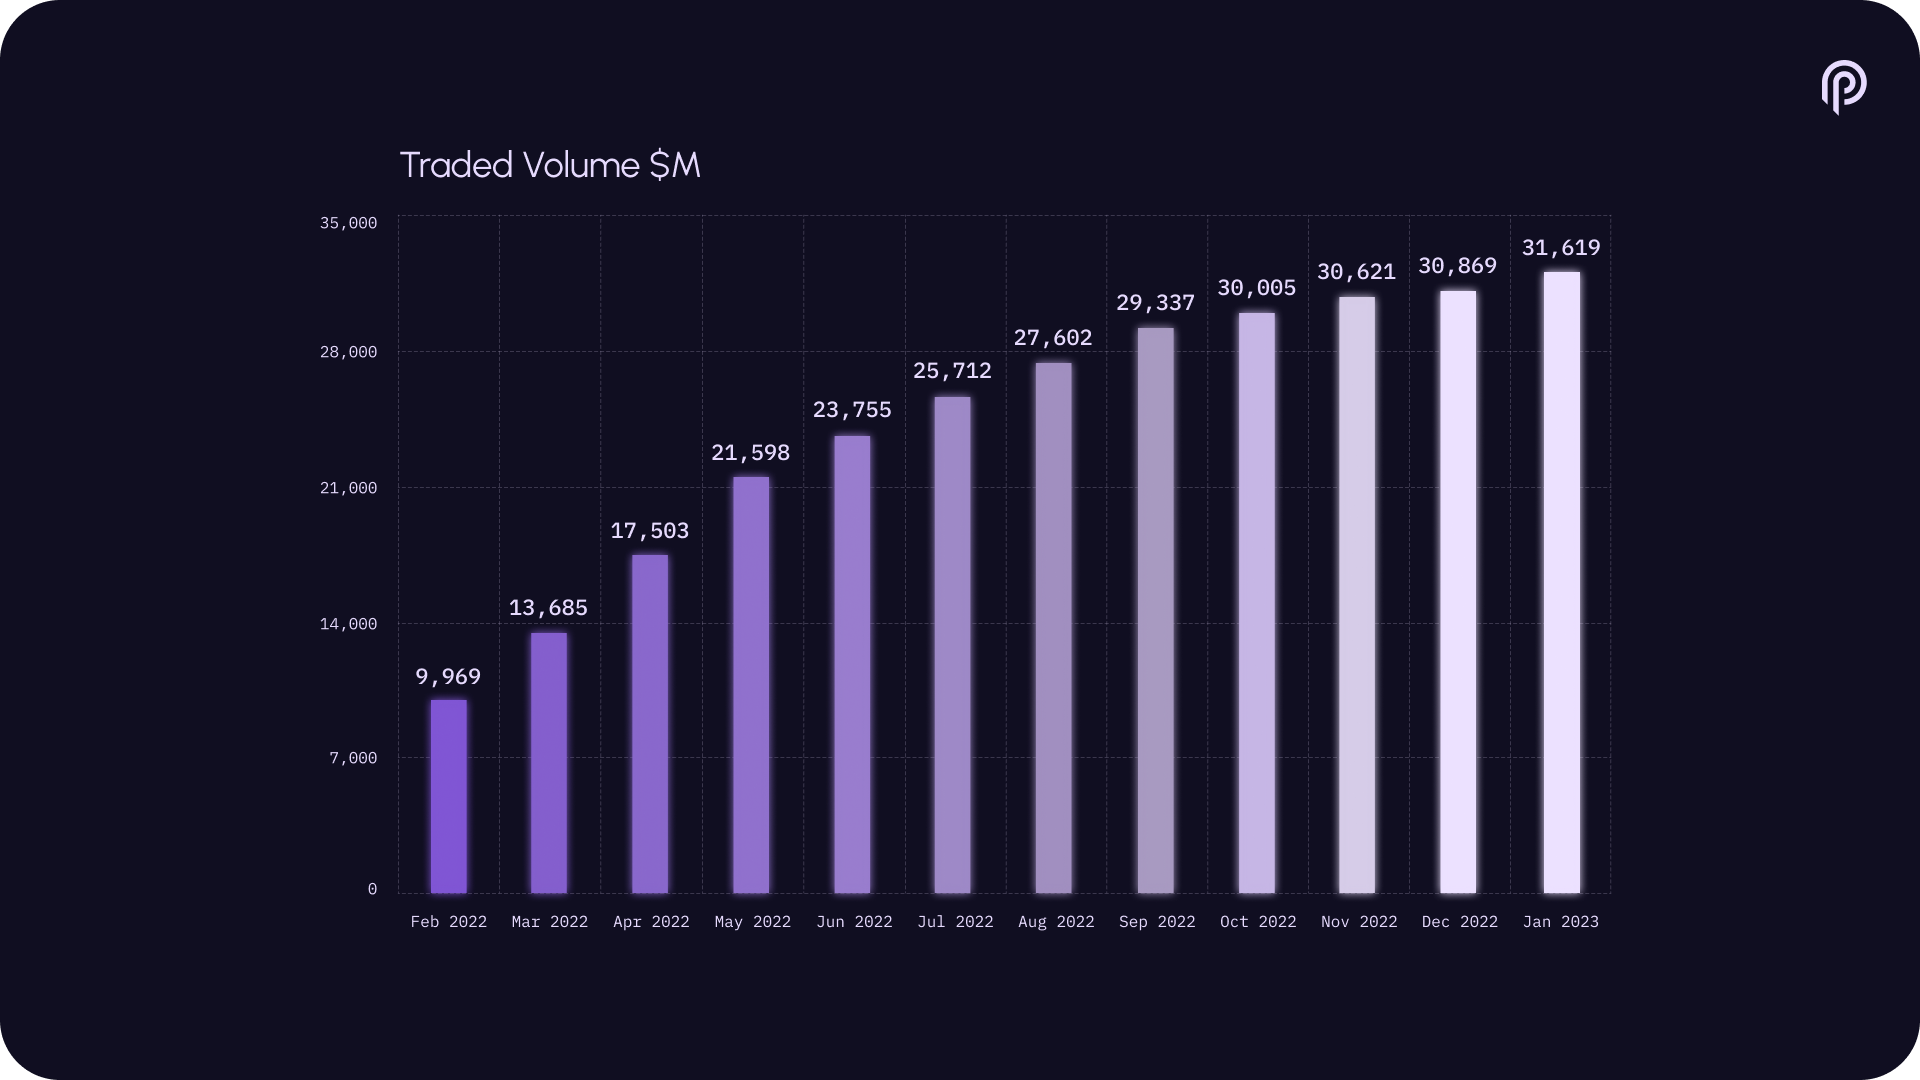 Traded Volume $M
35,000
28,000
21,000
14,000
7,000
0
9,969
13,685
17,503
21,598
23,755
25,712
27,602
29,337
30,005
30,621
30,869
31,619
Feb 2022
Mar 2022
Apr 2022
May 2022
Jun 2022
Jul 2022
Aug 2022
Sep 2022
Oct 2022
Nov 2022
Dec 2022
Jan 2023